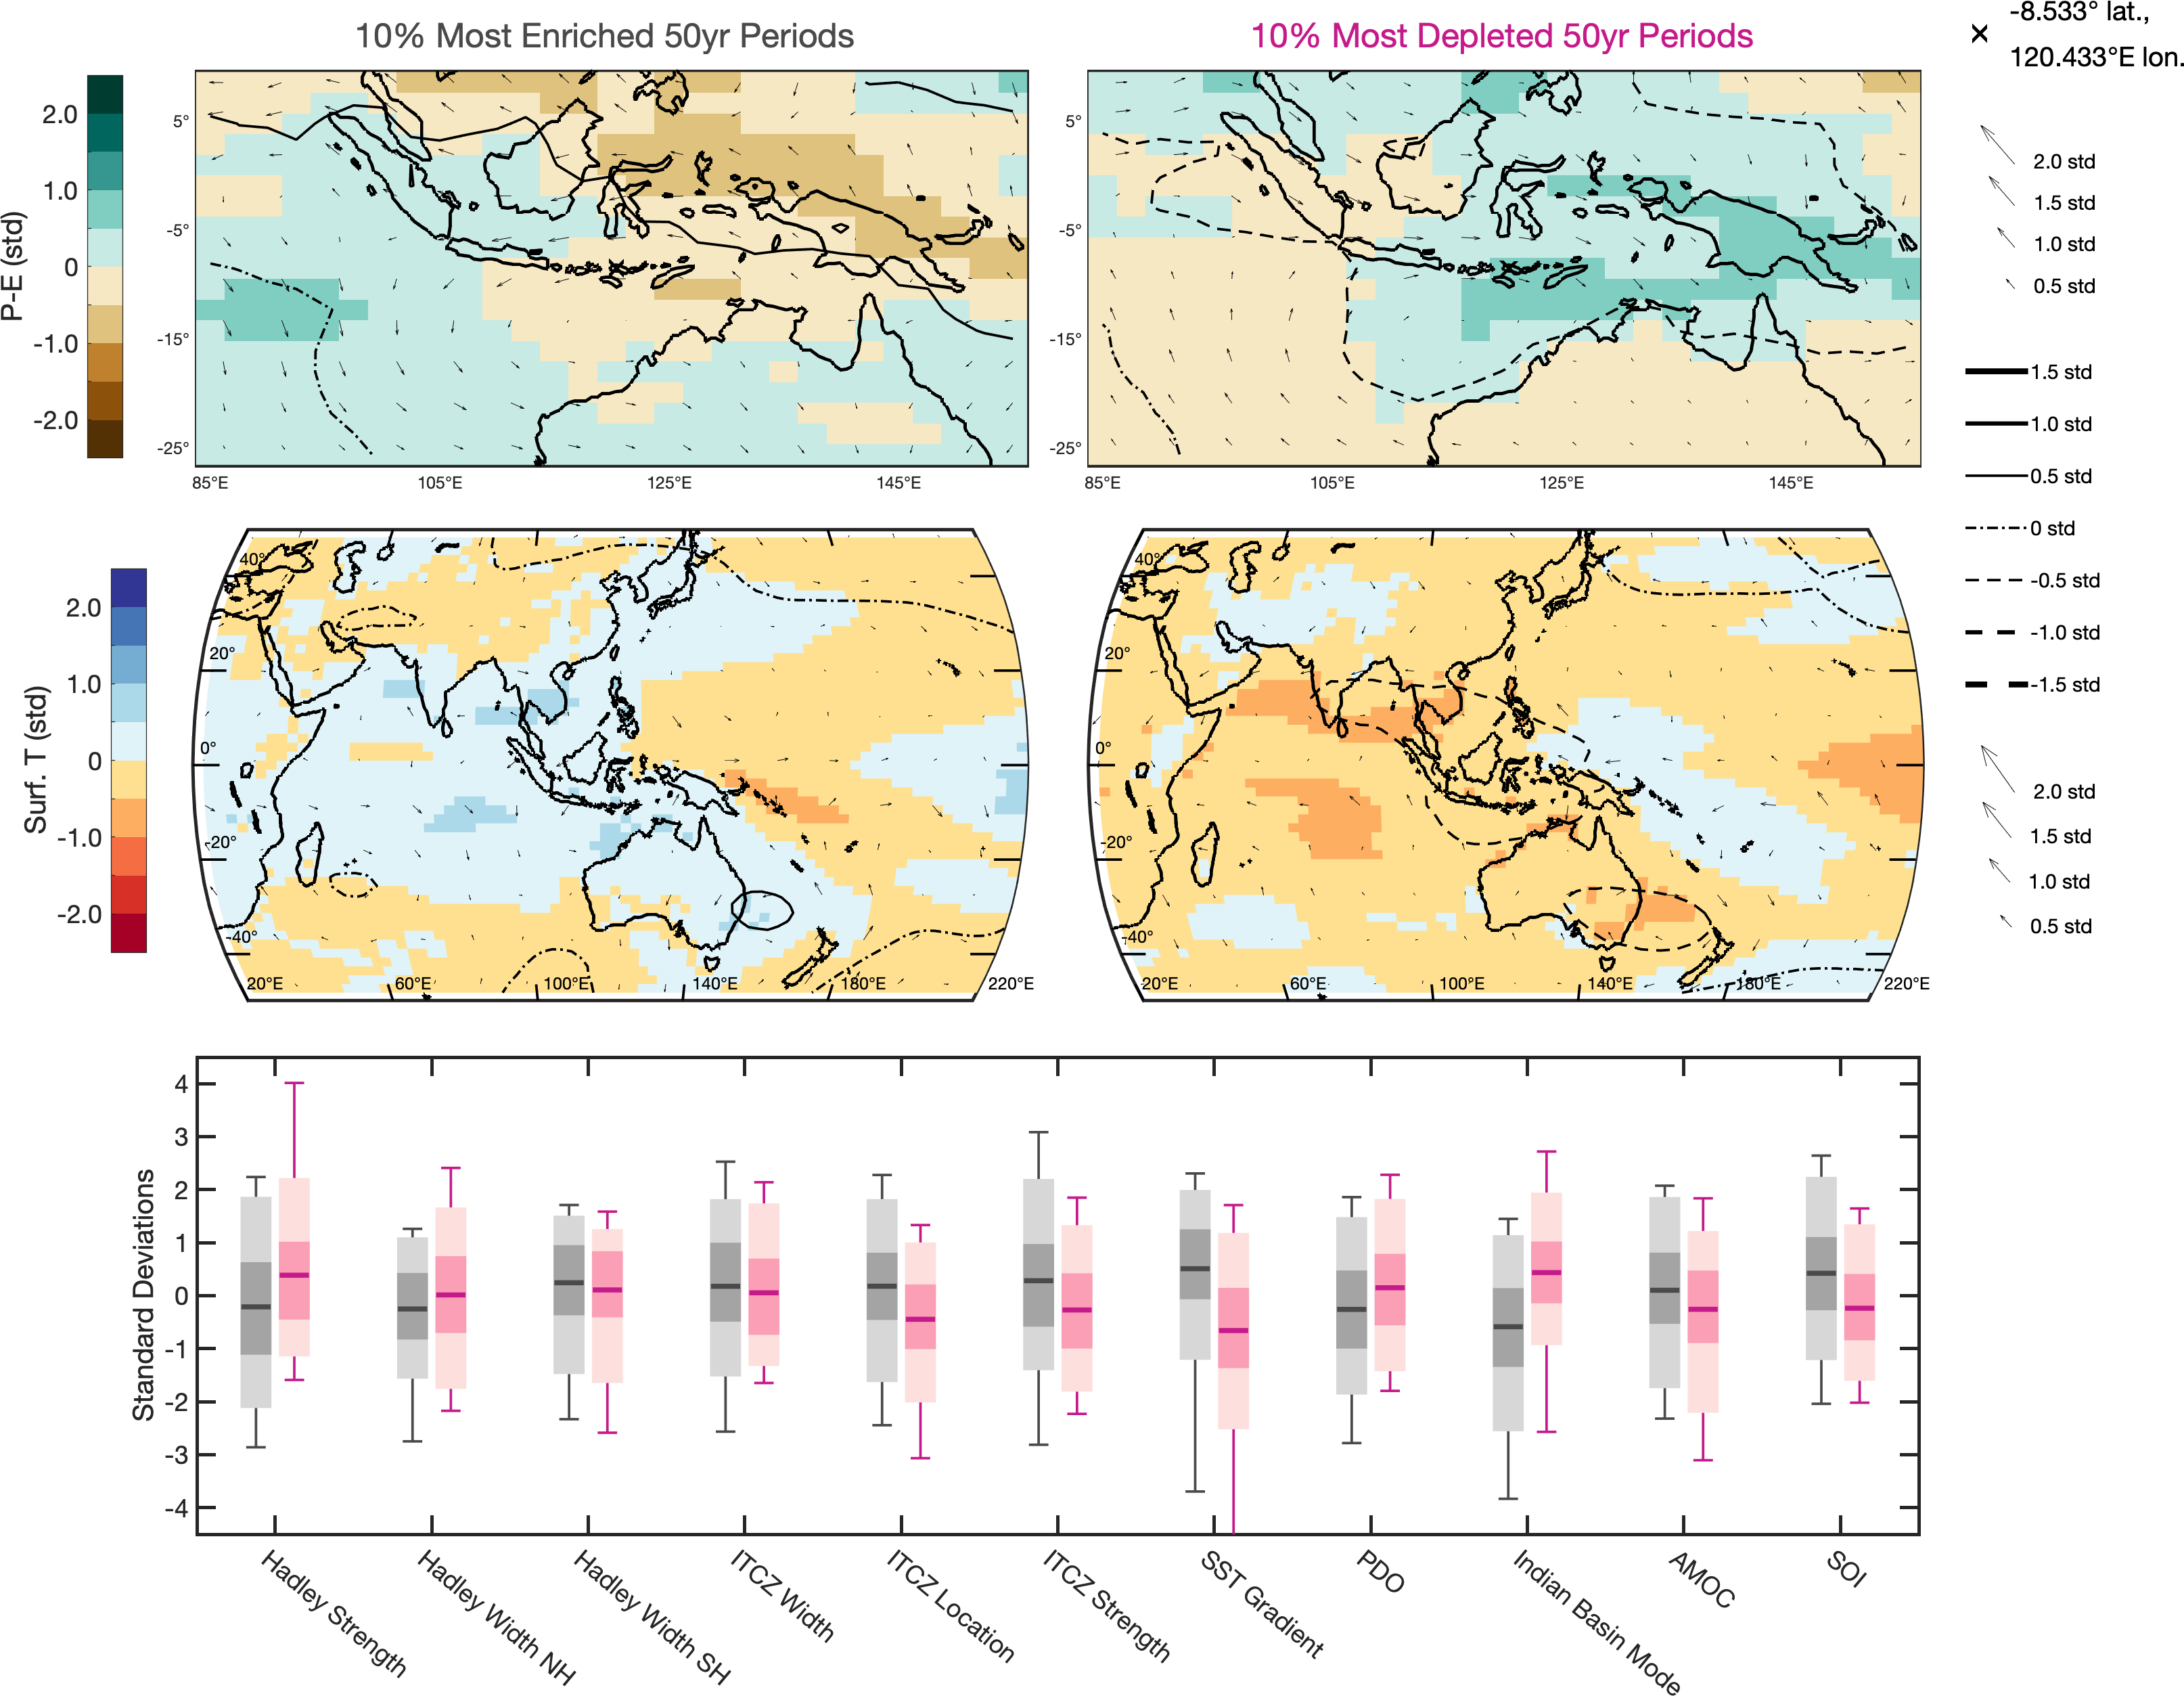 10% Most Enriched 50yr Periods
10% Most Depleted 50yr Periods
-8.533° lat.,
120.433°E lon.
P-E (std)
2.0
1.0
0
-1.0
-2.0
5°
-5°
-15°
-25°
85°E
105°E
125°E
145°E
5°
-5°
-15°
-25°
85°E
105°E
125°E
145°E
2.0 std
1.5 std
1.0 std
0.5 std
1.5 std
1.0 std
0.5 std
0 std
-0.5 std
-1.0 std
-1.5 std
Surf. T (std)
2.0
1.0
0
-1.0
-2.0
40°
20°
0°
-20°
-40°
20°E
60°E
100°E
140°E
180°E
220°E
40°
20°
0°
-20°
-40°
20°E
60°E
100°E
140°E
180°E
220°E
2.0 std
1.5 std
1.0 std
0.5 std
Standard Deviations
4
3
2
1
0
-1
-2
-3
-4
Hadley Strength
Hadley Width NH
Hadley Width SH
ITCZ Width
ITCZ Location
ITCZ Strength
SST Gradient
PDO
Indian Basin Mode
AMOC
SOI